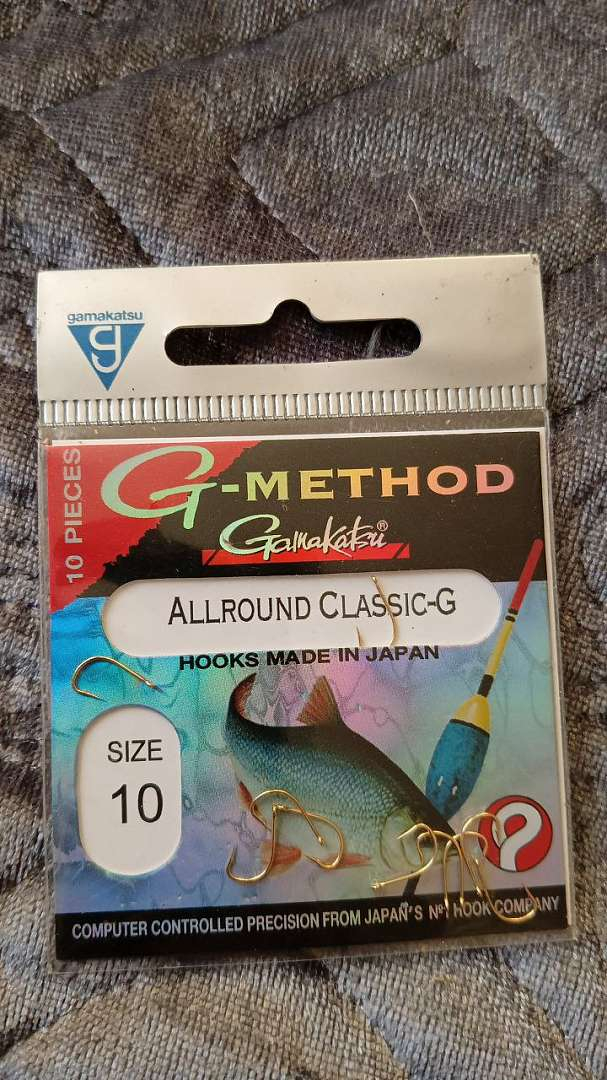 gamakatsu
g
10 PIECES
G-METHOD
Gamakatsu®
ALLROUND CLASSIC-G
HOOKS MADE IN JAPAN
SIZE
10
COMPUTER CONTROLLED PRECISION FROM JAPAN'S Nº1 HOOK COMPANY